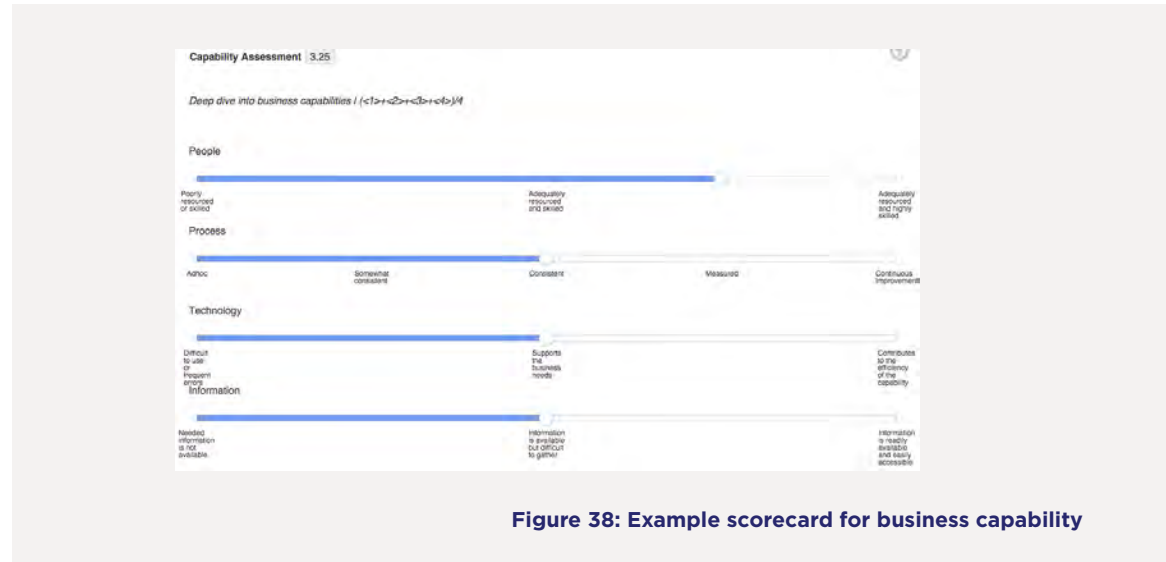 Capability Assessment 3.25
Deep dive into business capabilities / (<1>+<2>+<3>+<4>)/4
People
Poorly
resourced
or skilled
Adequately
resourced
and skilled
Adequately
resourced
and highly
skilled
Process
Adhoc
Somewhat
consistent
Consistent
Measured
Continuous
Improvement
Technology
Difficult
to use
or
frequent
errors
Supports
the
business
needs
Contributes
to the
efficiency
of the
capability
Information
Needed
information
is not
available
Information
is available
but difficult
to gather
Information
is readily
available
and easily
accessible
Figure 38: Example scorecard for business capability